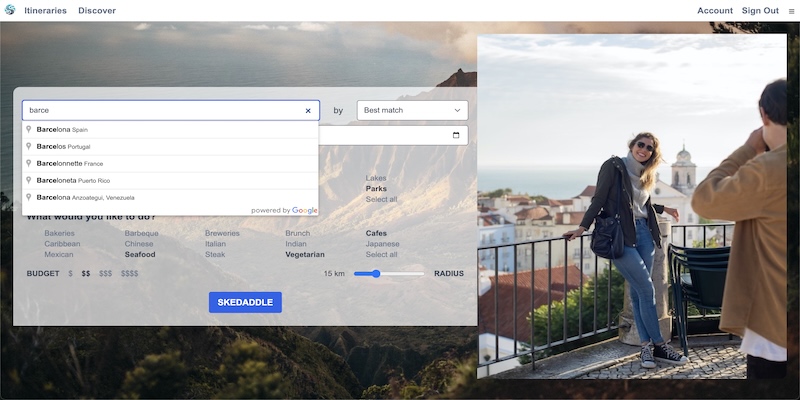 Itineraries Discover Account Sign Out
barce by Best match
Barcelona Spain
Barcelos Portugal
Barcelonnette France
Barceloneta Puerto Rico
Barcelona Anzoategui, Venezuela
powered by Google
Lakes
Parks
Select all
What would you like to do?
Bakeries Barbeque Breweries Brunch Cafes
Caribbean Chinese Italian Indian Japanese
Mexican Seafood Steak Vegetarian Select all
BUDGET $ $$ $$$ $$$$ 15 km RADIUS
SKEDADDLE